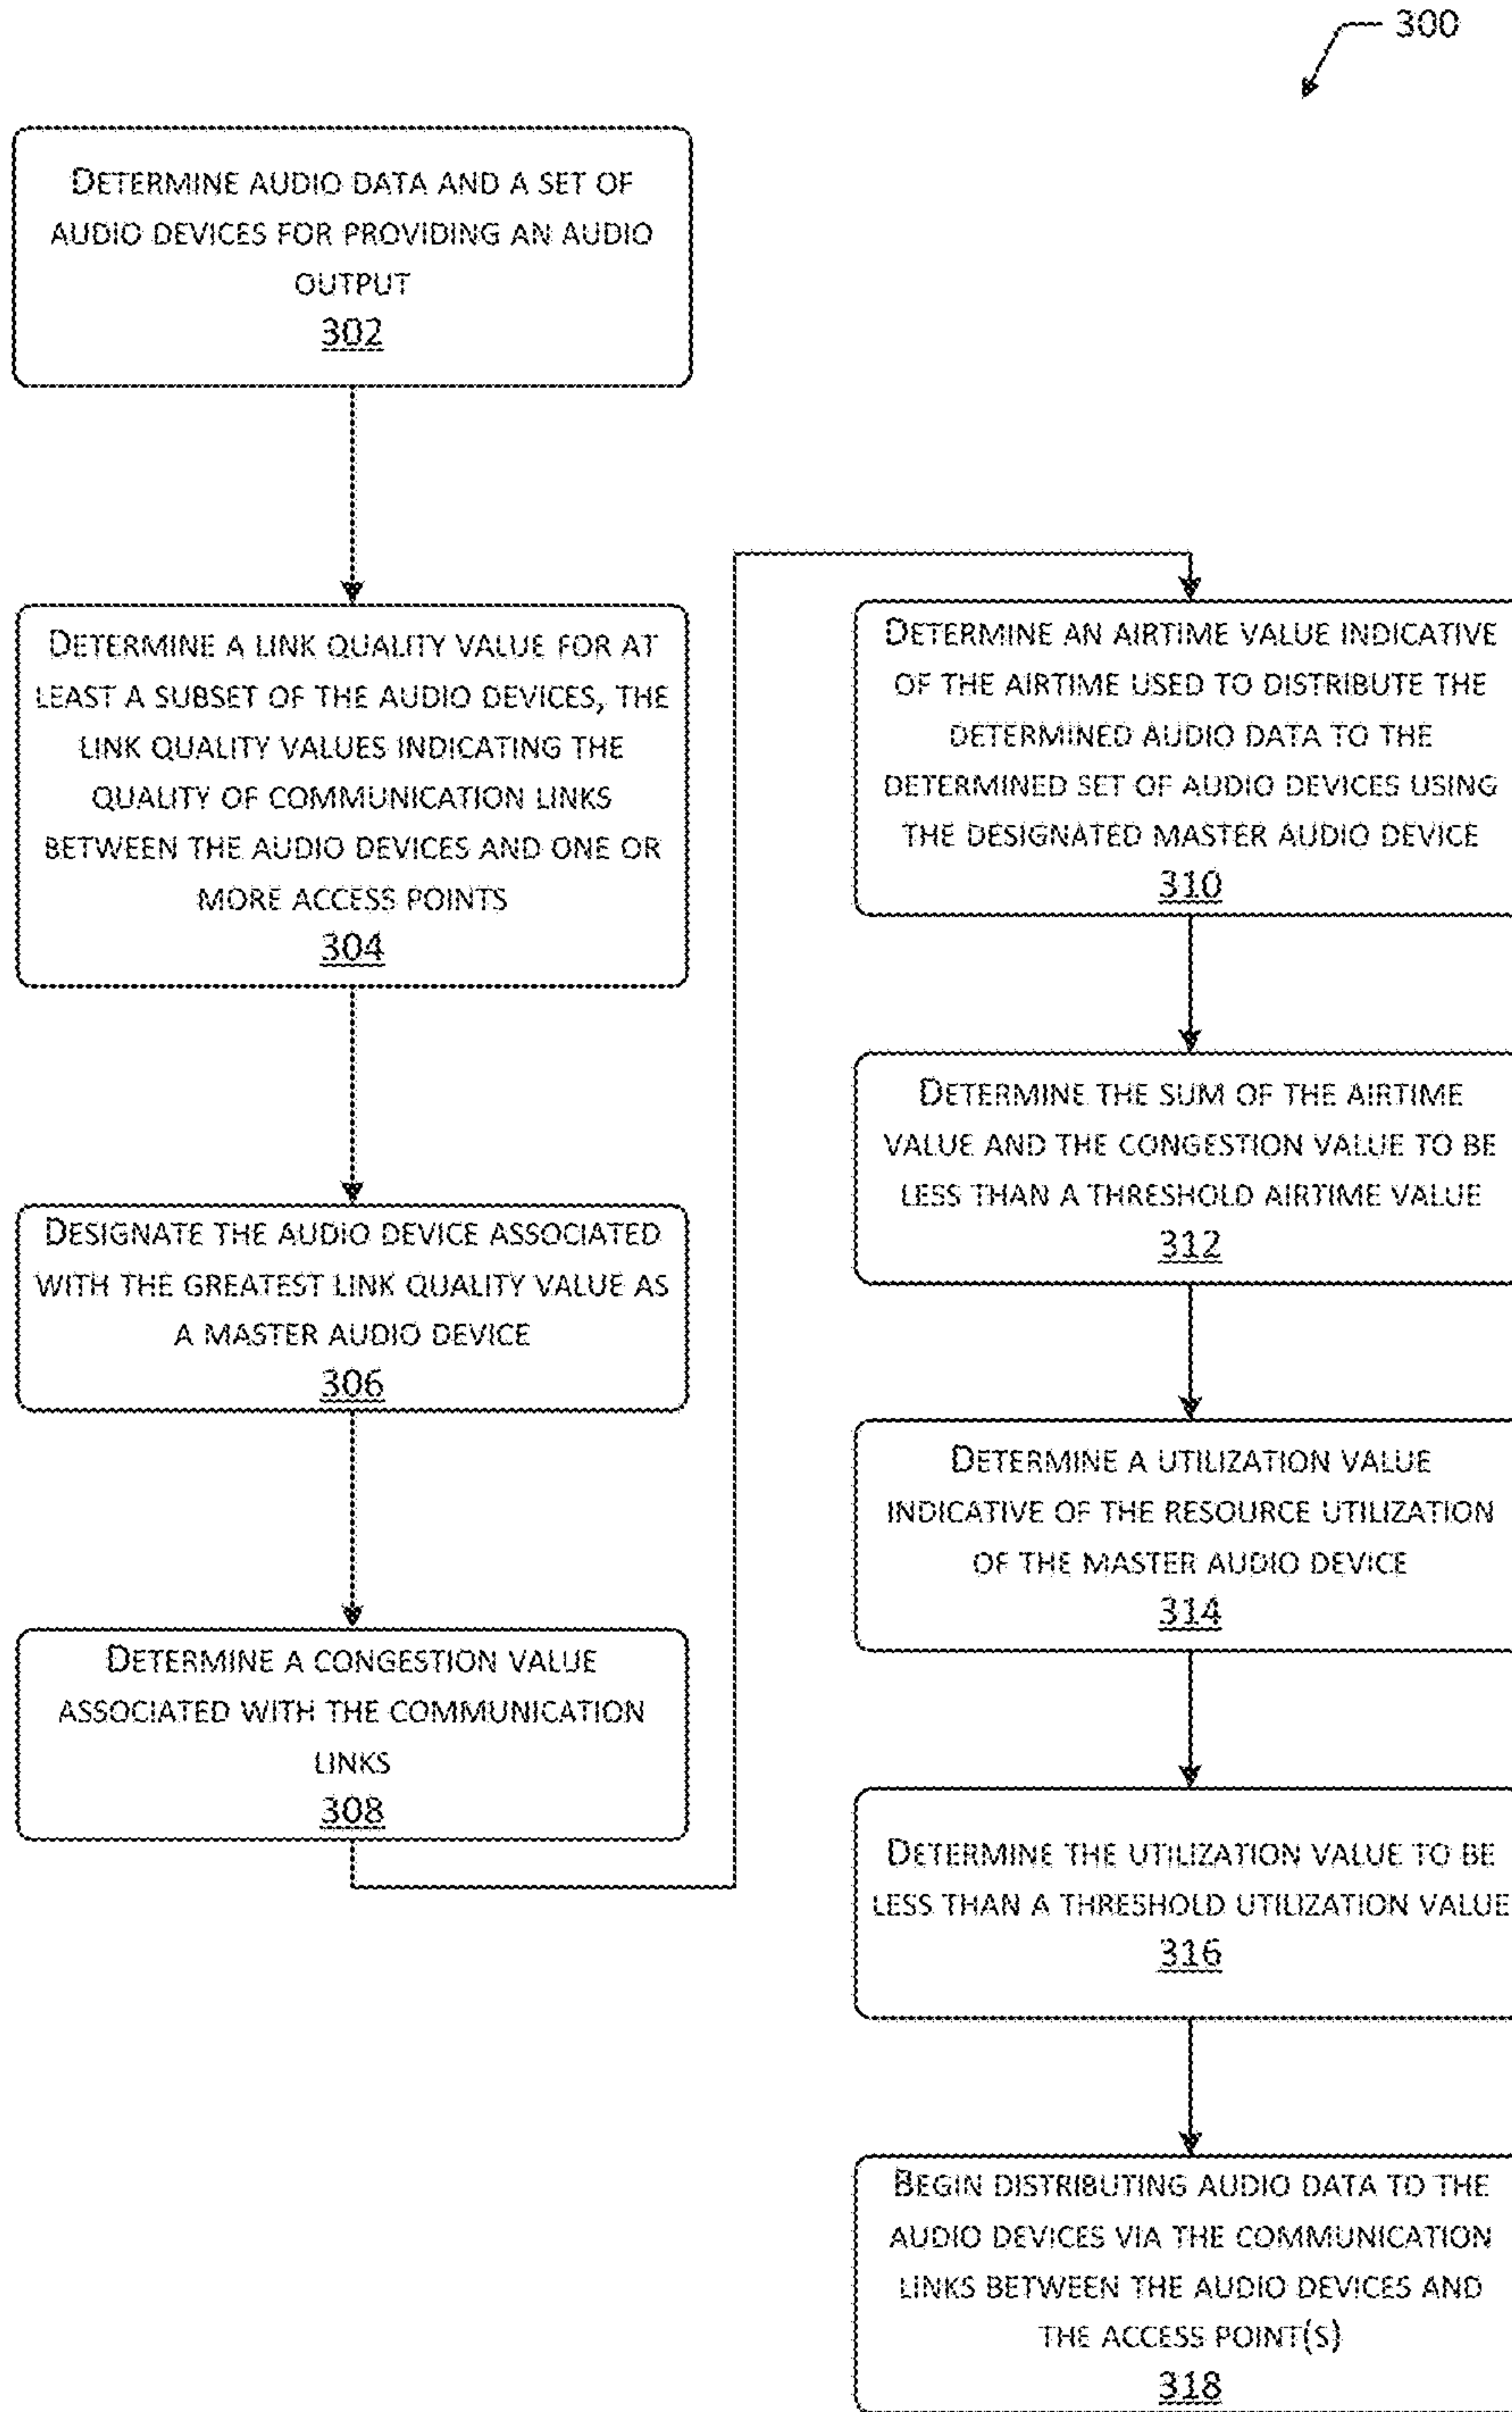 300
DETERMINE AUDIO DATA AND A SET OF
AUDIO DEVICES FOR PROVIDING AN AUDIO
OUTPUT
302
DETERMINE A LINK QUALITY VALUE FOR AT
LEAST A SUBSET OF THE AUDIO DEVICES, THE
LINK QUALITY VALUES INDICATING THE
QUALITY OF COMMUNICATION LINKS
BETWEEN THE AUDIO DEVICES AND ONE OR
MORE ACCESS POINTS
304
DESIGNATE THE AUDIO DEVICE ASSOCIATED
WITH THE GREATEST LINK QUALITY VALUE AS
A MASTER AUDIO DEVICE
306
DETERMINE A CONGESTION VALUE
ASSOCIATED WITH THE COMMUNICATION
LINKS
308
DETERMINE AN AIRTIME VALUE INDICATIVE
OF THE AIRTIME USED TO DISTRIBUTE THE
DETERMINED AUDIO DATA TO THE
DETERMINED SET OF AUDIO DEVICES USING
THE DESIGNATED MASTER AUDIO DEVICE
310
DETERMINE THE SUM OF THE AIRTIME
VALUE AND THE CONGESTION VALUE TO BE
LESS THAN A THRESHOLD AIRTIME VALUE
312
DETERMINE A UTILIZATION VALUE
INDICATIVE OF THE RESOURCE UTILIZATION
OF THE MASTER AUDIO DEVICE
314
DETERMINE THE UTILIZATION VALUE TO BE
LESS THAN A THRESHOLD UTILIZATION VALUE
316
BEGIN DISTRIBUTING AUDIO DATA TO THE
AUDIO DEVICES VIA THE COMMUNICATION
LINKS BETWEEN THE AUDIO DEVICES AND
THE ACCESS POINT(S)
318